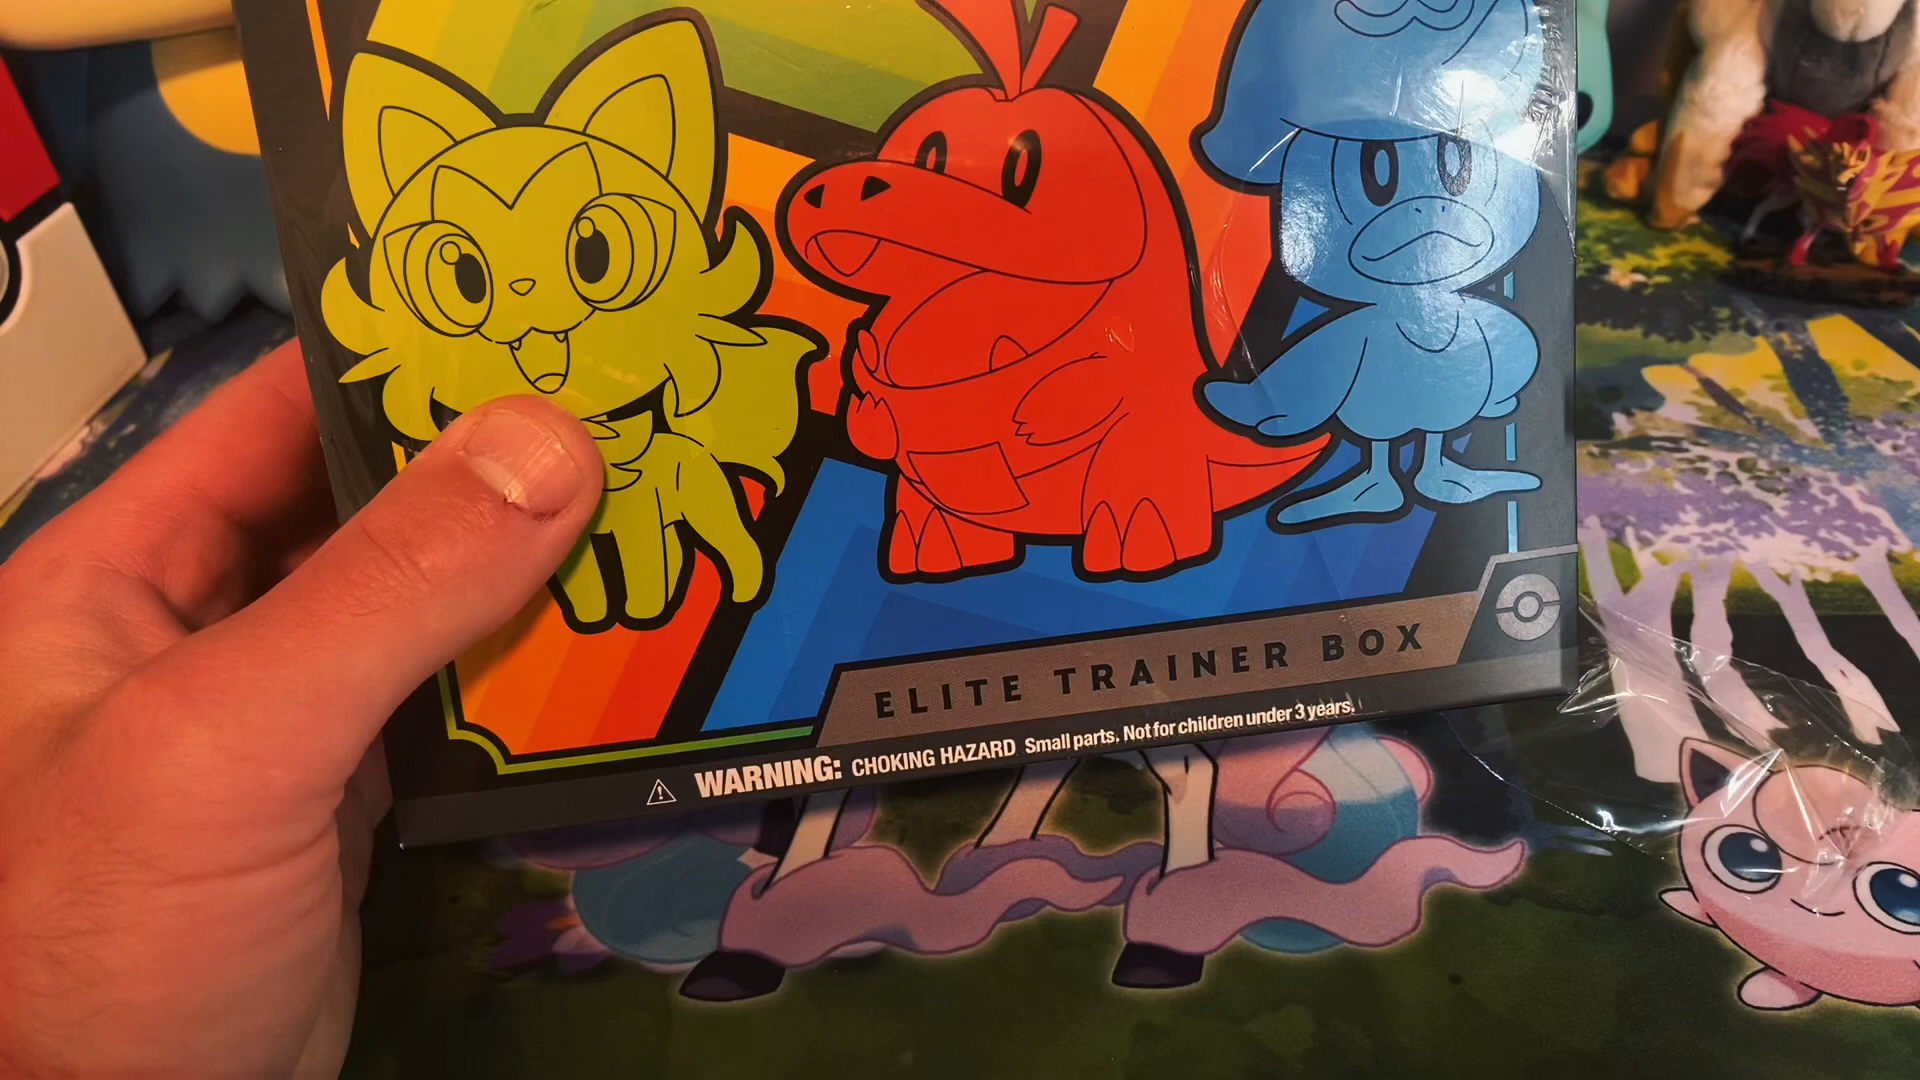 ELITE TRAINER BOX
WARNING: CHOKING HAZARD Small parts. Not for children under 3 years.